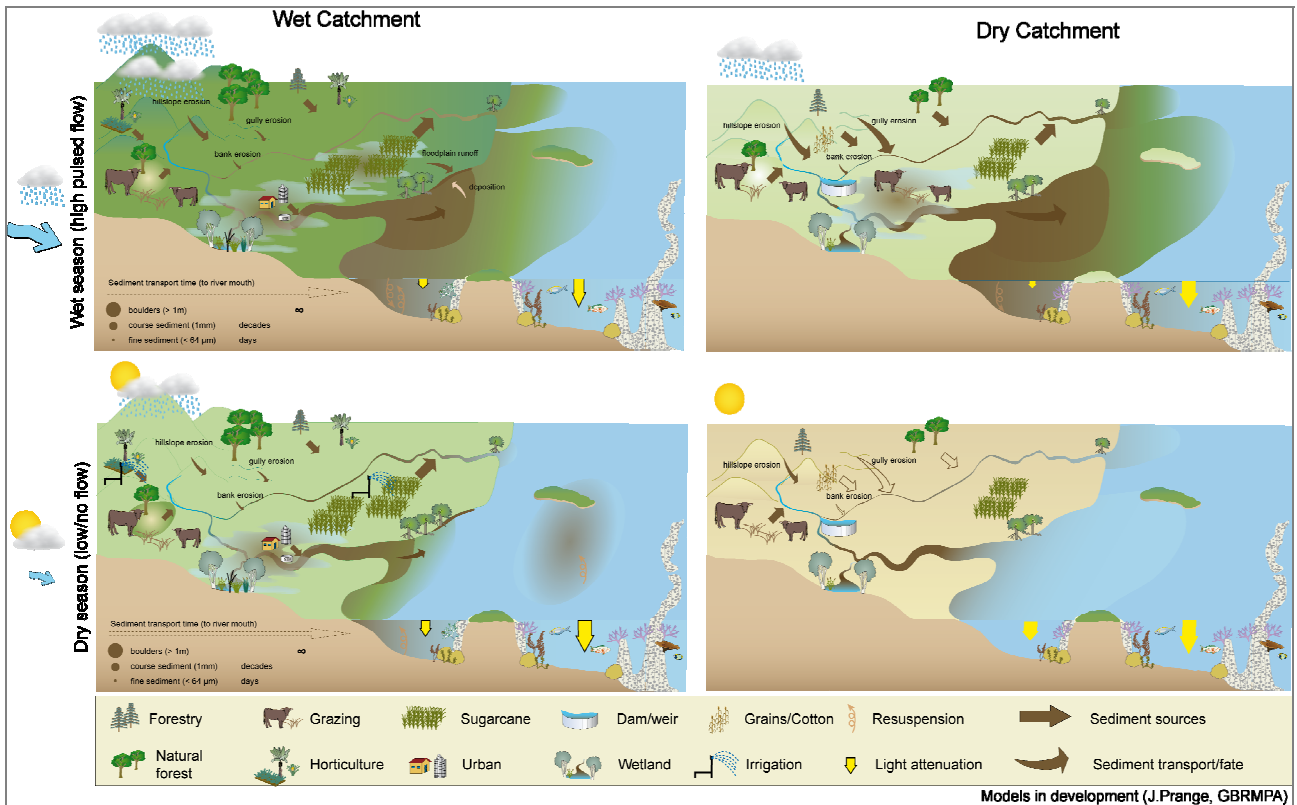 Wet Catchment
Dry Catchment
Wet season (high pulsed flow)
hillslope erosion
gully erosion
bank erosion
floodplain runoff
deposition
Sediment transport time (to river mouth)
boulders (> 1m) ∞
course sediment (1mm) decades
fine sediment (< 64 µm) days
hillslope erosion
gully erosion
bank erosion
Dry season (low/no flow)
hillslope erosion
gully erosion
bank erosion
Sediment transport time (to river mouth)
boulders (> 1m) ∞
course sediment (1mm) decades
fine sediment (< 64 µm) days
hillslope erosion
gully erosion
bank erosion
Forestry
Grazing
Sugarcane
Dam/weir
Grains/Cotton
Resuspension
Sediment sources
Natural
forest
Horticulture
Urban
Wetland
Irrigation
Light attenuation
Sediment transport/fate
Models in development (J.Prange, GBRMPA)